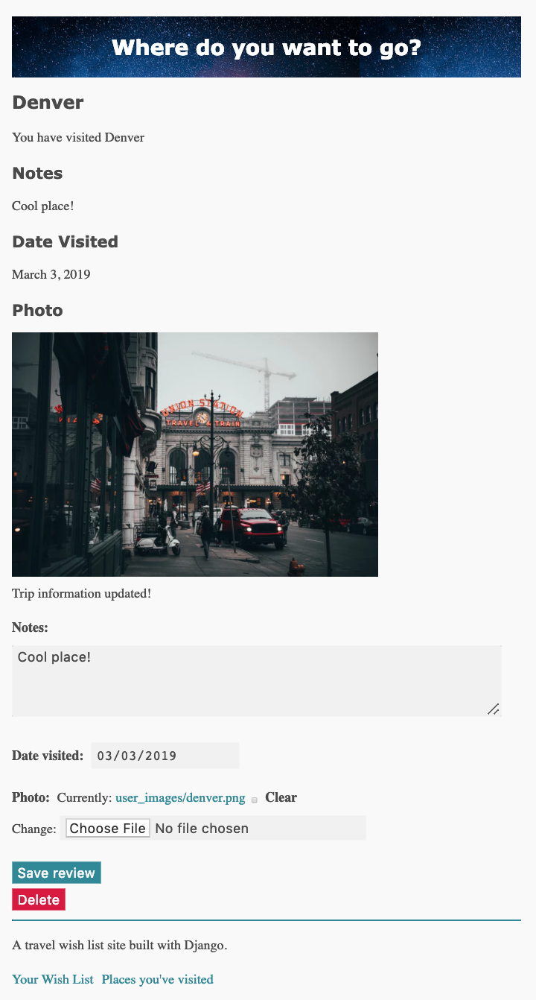 Where do you want to go?
Denver
You have visited Denver
Notes
Cool place!
Date Visited
March 3, 2019
Photo
UNION STATION
TRAVEL by TRAIN
Trip information updated!
Notes:
Cool place!
Date visited: 03/03/2019
Photo: Currently: user_images/denver.png Clear
Change: Choose File No file chosen
Save review
Delete
A travel wish list site built with Django.
Your Wish List Places you've visited